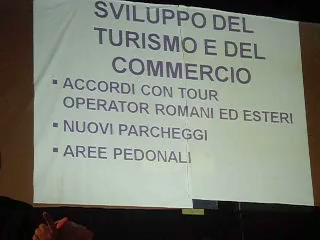 SVILUPPO DEL
TURISMO E DEL
COMMERCIO
▪ ACCORDI CON TOUR
OPERATOR ROMANI ED ESTERI
▪ NUOVI PARCHEGGI
▪ AREE PEDONALI